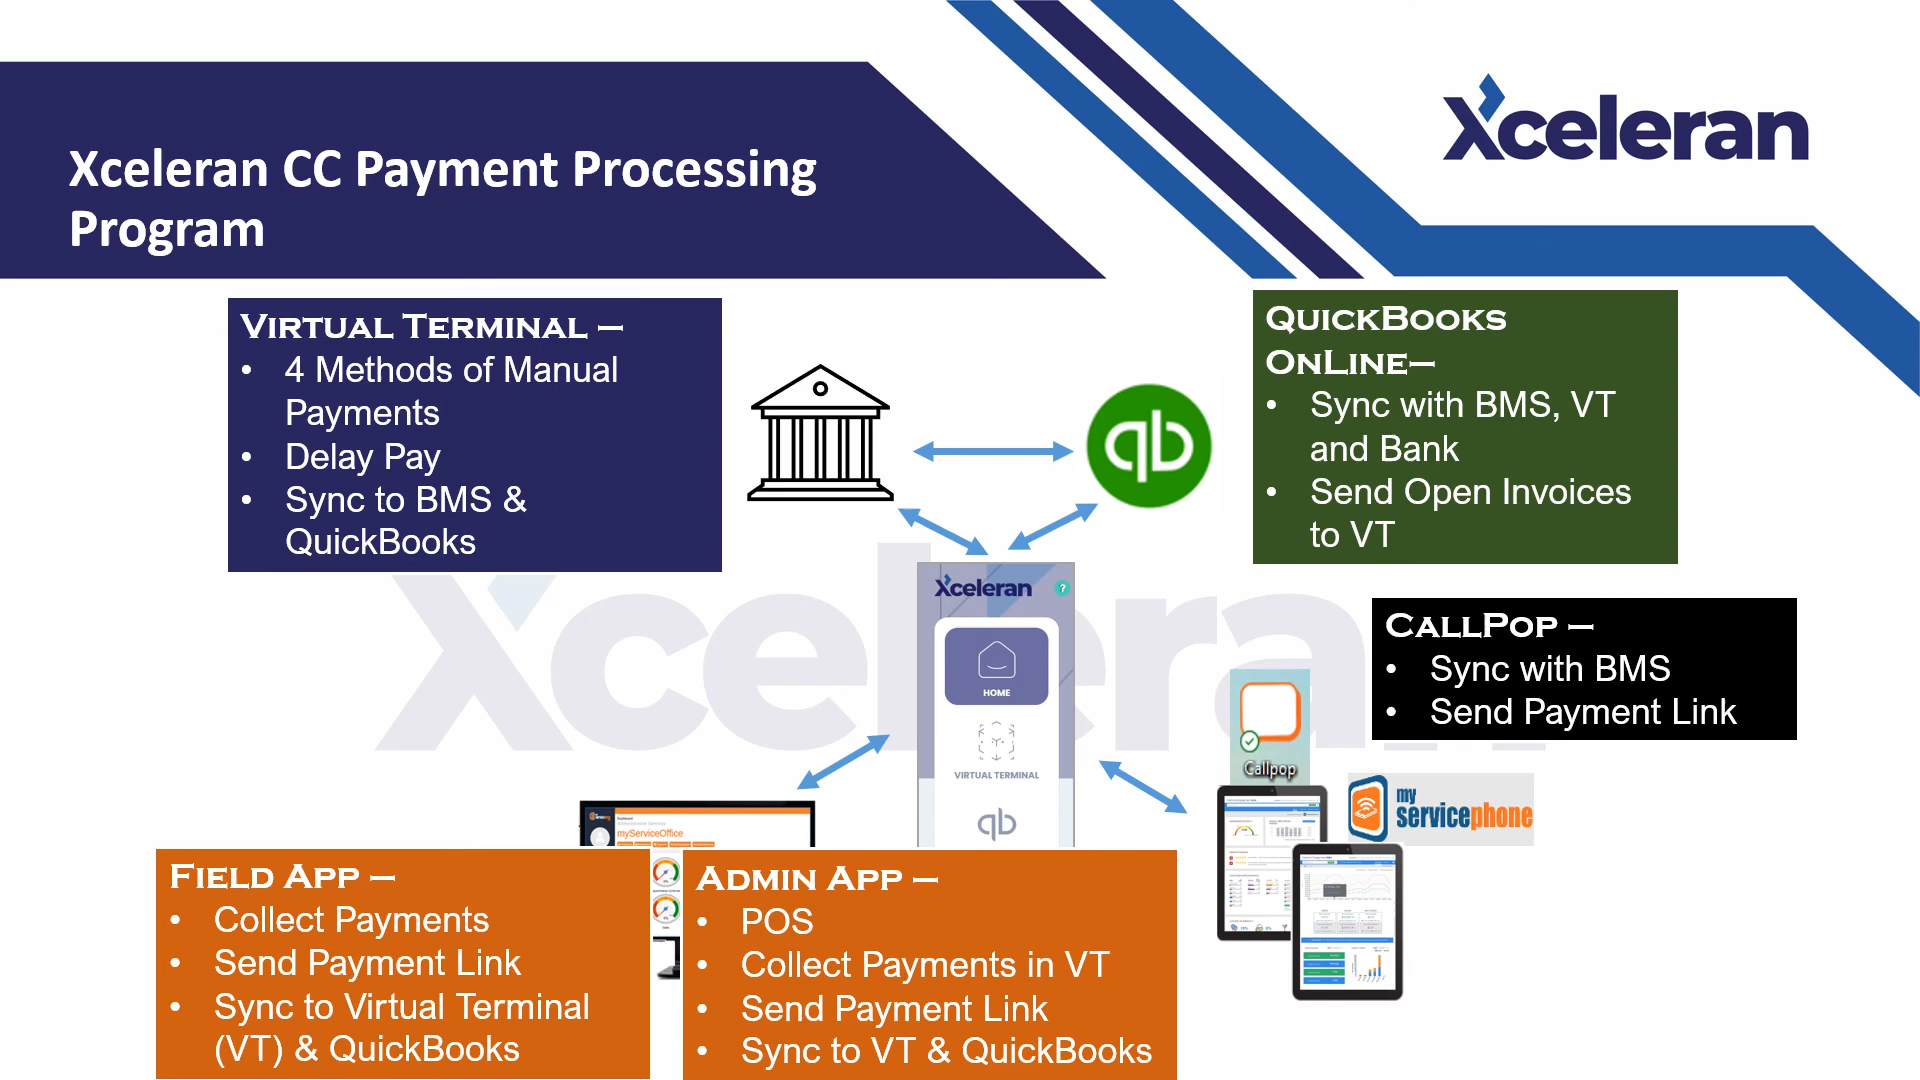 Xceleran
Xceleran CC Payment Processing
Program
Virtual Terminal –
• 4 Methods of Manual
Payments
• Delay Pay
• Sync to BMS &
QuickBooks
qb
QuickBooks
OnLine–
• Sync with BMS, VT
and Bank
• Send Open Invoices
to VT
Xceleran
Xceleran
?
HOME
VIRTUAL TERMINAL
qb
CallPop –
• Sync with BMS
• Send Payment Link
Callpop
my
servicephone
myServiceOffice
Field App –
• Collect Payments
• Send Payment Link
• Sync to Virtual Terminal
(VT) & QuickBooks
Admin App –
• POS
• Collect Payments in VT
• Send Payment Link
• Sync to VT & QuickBooks